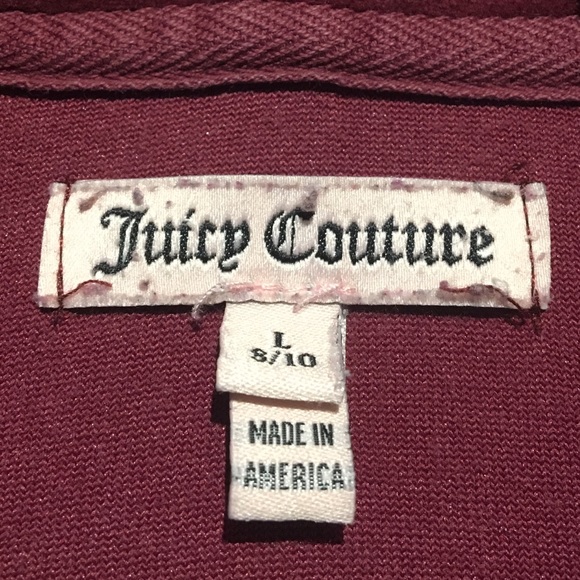 Juicy Couture
L
8/10
MADE IN
AMERICA